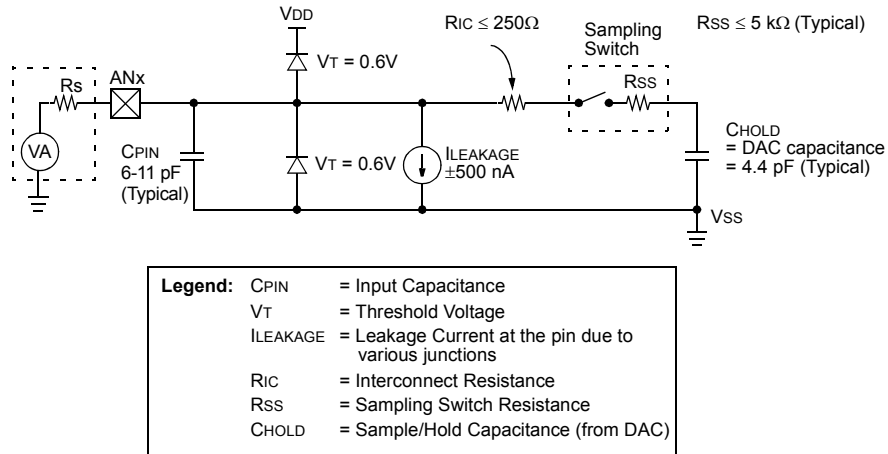 VDD
RIC ≤ 250Ω
Sampling
Switch
RSS ≤ 5 kΩ (Typical)
VT = 0.6V
Rs
ANx
RSS
VA
CPIN
6-11 pF
(Typical)
VT = 0.6V
ILEAKAGE
±500 nA
CHOLD
= DAC capacitance
= 4.4 pF (Typical)
VSS
Legend: CPIN = Input Capacitance
VT = Threshold Voltage
ILEAKAGE = Leakage Current at the pin due to
various junctions
RIC = Interconnect Resistance
RSS = Sampling Switch Resistance
CHOLD = Sample/Hold Capacitance (from DAC)